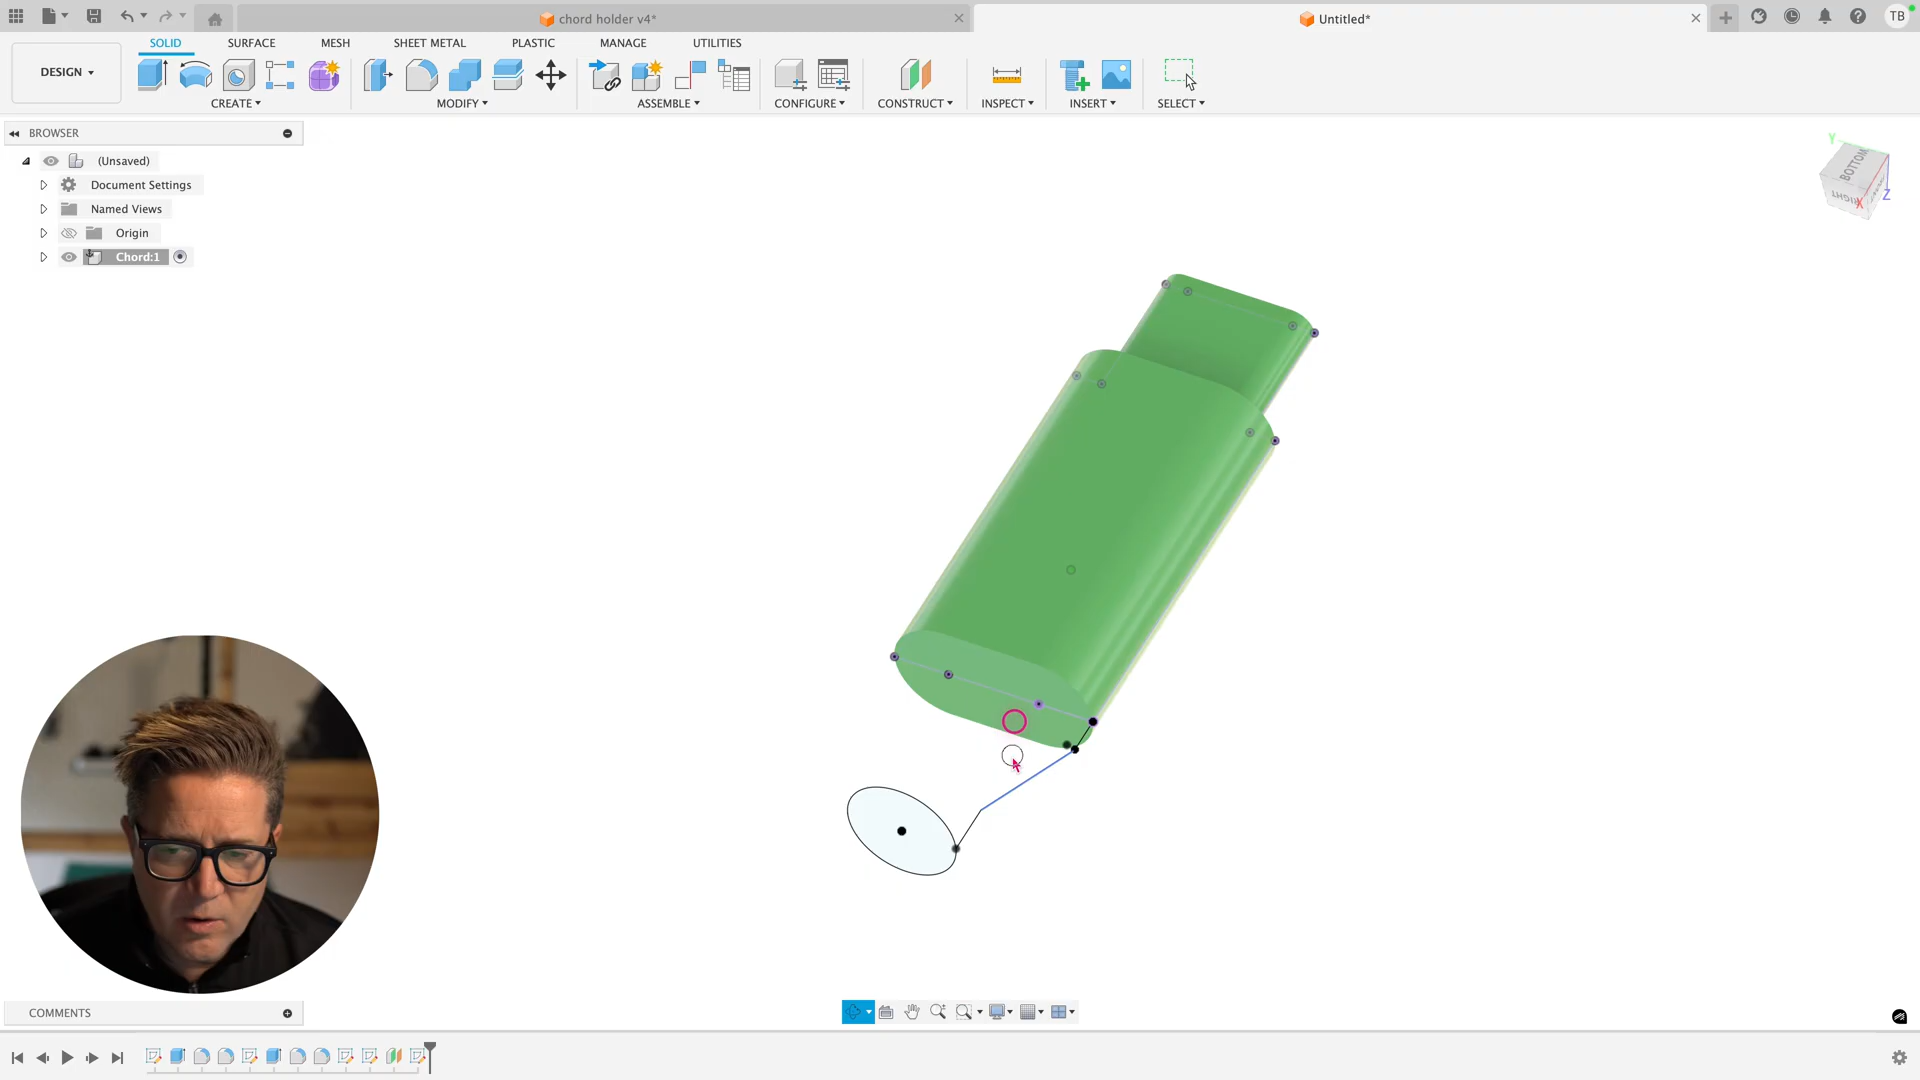 chord holder v4*
Untitled*
TB
DESIGN
SOLID
SURFACE
MESH
SHEET METAL
PLASTIC
MANAGE
UTILITIES
CREATE
MODIFY
ASSEMBLE
CONFIGURE
CONSTRUCT
INSPECT
INSERT
SELECT
BROWSER
(Unsaved)
Document Settings
Named Views
Origin
Chord:1
Y
BOTTOM
RIGHT
X
Z
COMMENTS